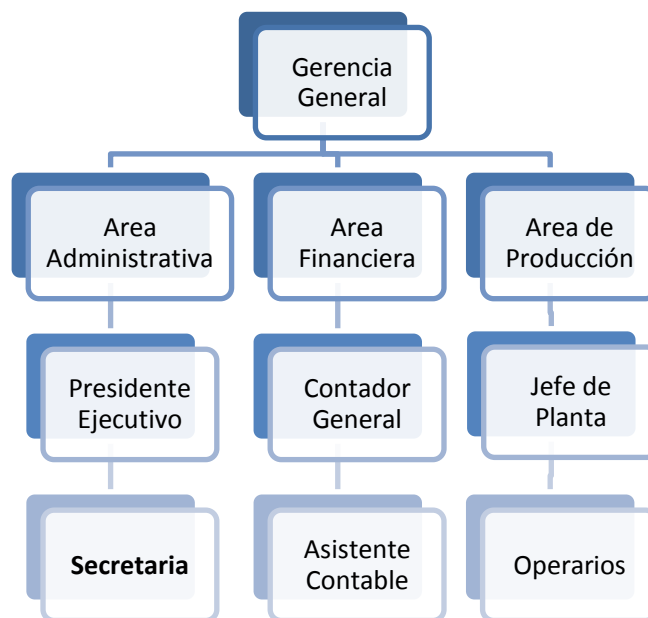 Gerencia
General
Area
Administrativa
Area
Financiera
Area de
Producción
Presidente
Ejecutivo
Contador
General
Jefe de
Planta
Secretaria
Asistente
Contable
Operarios